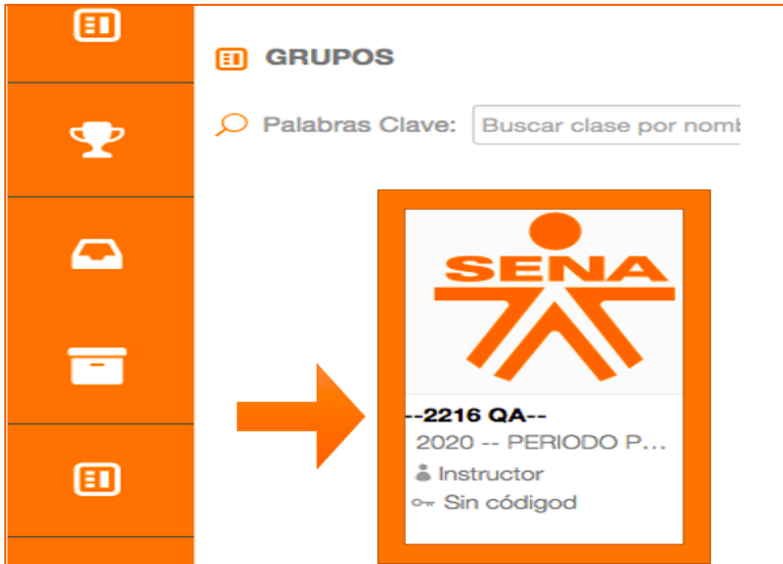 GRUPOS
Palabras Clave: Buscar clase por nomb
SENA
--2216 QA--
2020 -- PERIODO P...
Instructor
Sin códigod